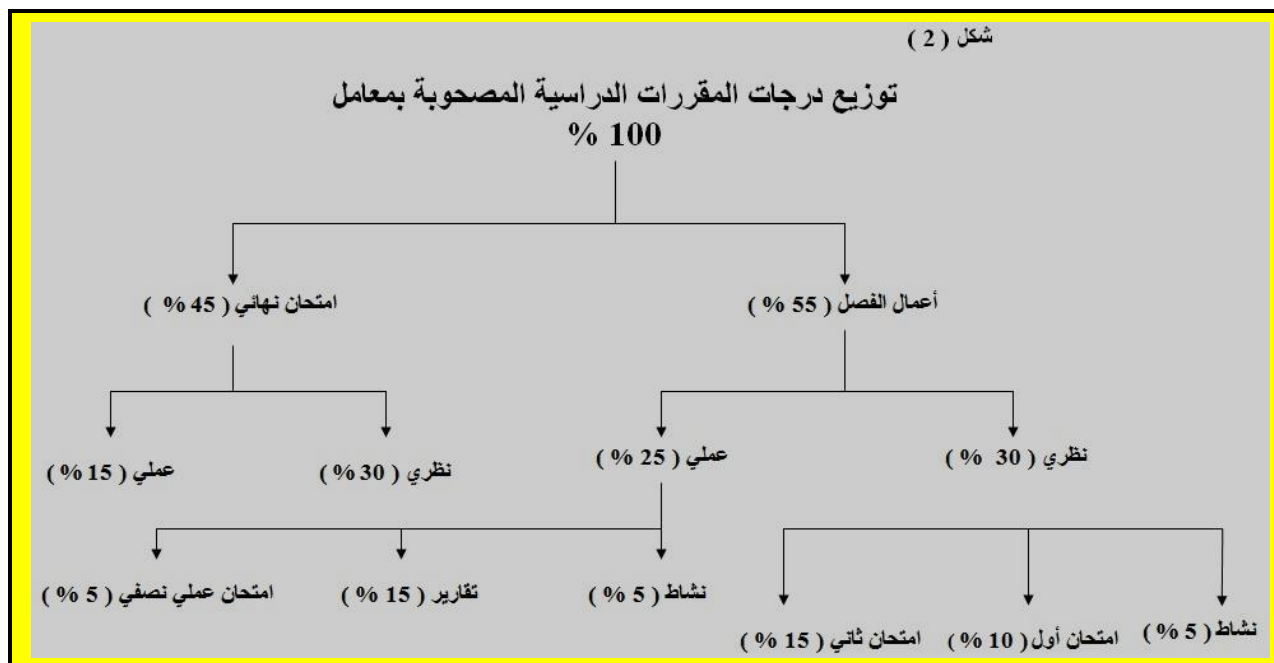 شكل ( 2 )
توزيع درجات المقررات الدراسية المصحوبة بمعامل
100 %
أعمال الفصل ( 55 % )
امتحان نهائي ( 45 % )
نظري ( 30 % )
عملي ( 25 % )
نظري ( 30 % )
عملي ( 15 % )
نشاط ( 5 % )
امتحان أول ( 10 % )
امتحان ثاني ( 15 % )
نشاط ( 5 % )
تقارير ( 15 % )
امتحان عملي نصفي ( 5 % )